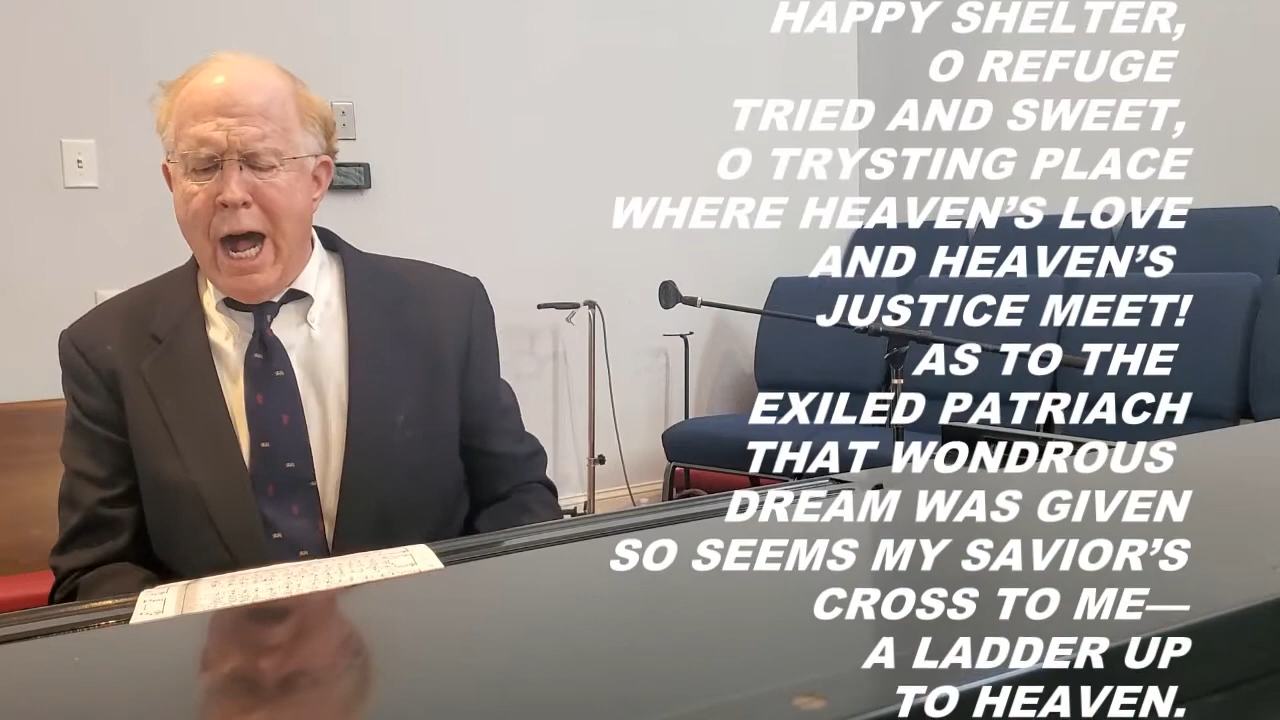 HAPPY SHELTER,
O REFUGE
TRIED AND SWEET,
O TRYSTING PLACE
WHERE HEAVEN’S LOVE
AND HEAVEN’S
JUSTICE MEET!
AS TO THE
EXILED PATRIACH
THAT WONDROUS
DREAM WAS GIVEN
SO SEEMS MY SAVIOR’S
CROSS TO ME—
A LADDER UP
TO HEAVEN.